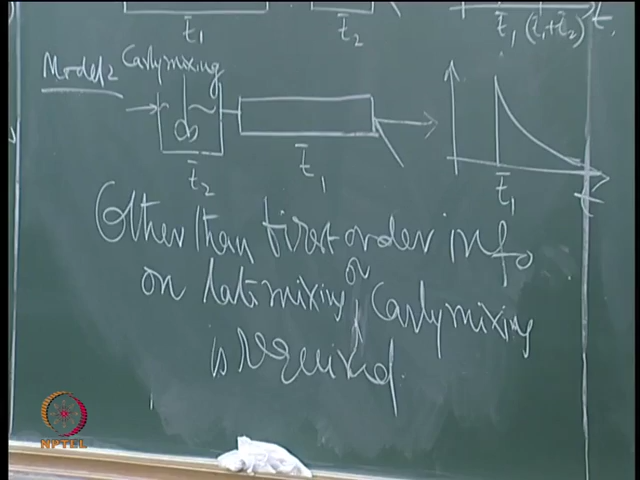 t̄₁ t̄₂ t̄₁ (t̄₁+t̄₂) t
Model 2 Early mixing
t̄₂ t̄₁ t̄₁ t
Other than first order info
on late mixing or Early mixing
is required.
NPTEL